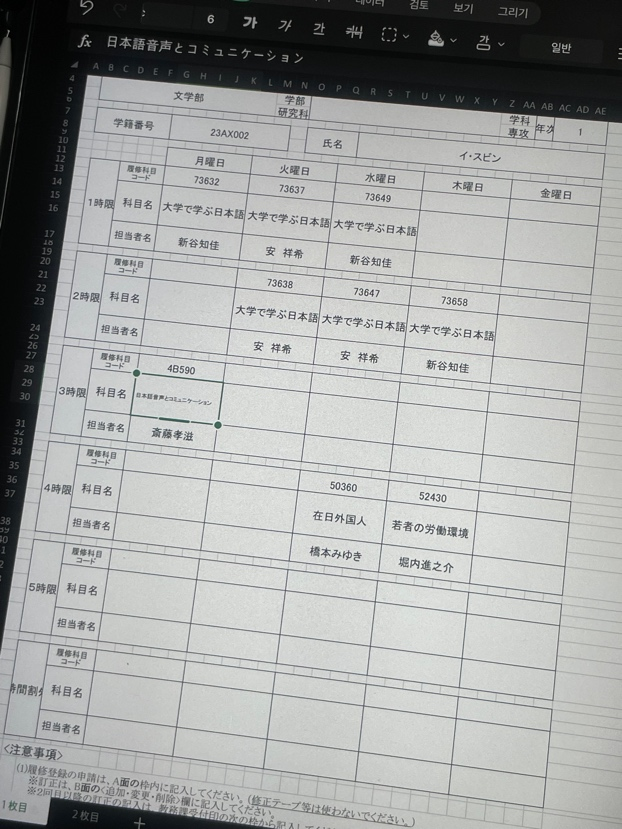 검토 보기 그리기
6 가 가 간 일반
fx 日本語音声とコミュニケーション
A B C D E F G H I J K L M N O P Q R S T U V W X Y Z AA AB AC AD AE
文学部 学部 学科 年次 1
研究科 専攻
学籍番号 23AX002 氏名 イ・スビン
月曜日 火曜日 水曜日 木曜日 金曜日
1時限 履修科目コード 73632 73637 73649
科目名 大学で学ぶ日本語 大学で学ぶ日本語 大学で学ぶ日本語
担当者名 新谷知佳 安 祥希 新谷知佳
2時限 履修科目コード 73638 73647 73658
科目名 大学で学ぶ日本語 大学で学ぶ日本語 大学で学ぶ日本語
担当者名 安 祥希 安 祥希 新谷知佳
3時限 履修科目コード 4B590
科目名 日本語音声とコミュニケーション
担当者名 斎藤孝滋
4時限 履修科目コード 50360 52430
科目名 在日外国人 若者の労働環境
担当者名 橋本みゆき 堀内進之介
5時限 履修科目コード
科目名
担当者名
時間割外 履修科目コード
科目名
担当者名
<注意事項>
(1)履修登録の申請は、A面の枠内に記入してください。(修正テープ等は使わないでください。)
※訂正は、B面の<追加・変更・削除>欄に記入してください。
※2回目以降の訂正の記入は、教務課受付印の次の枠から記入して
1枚目 2枚目 +